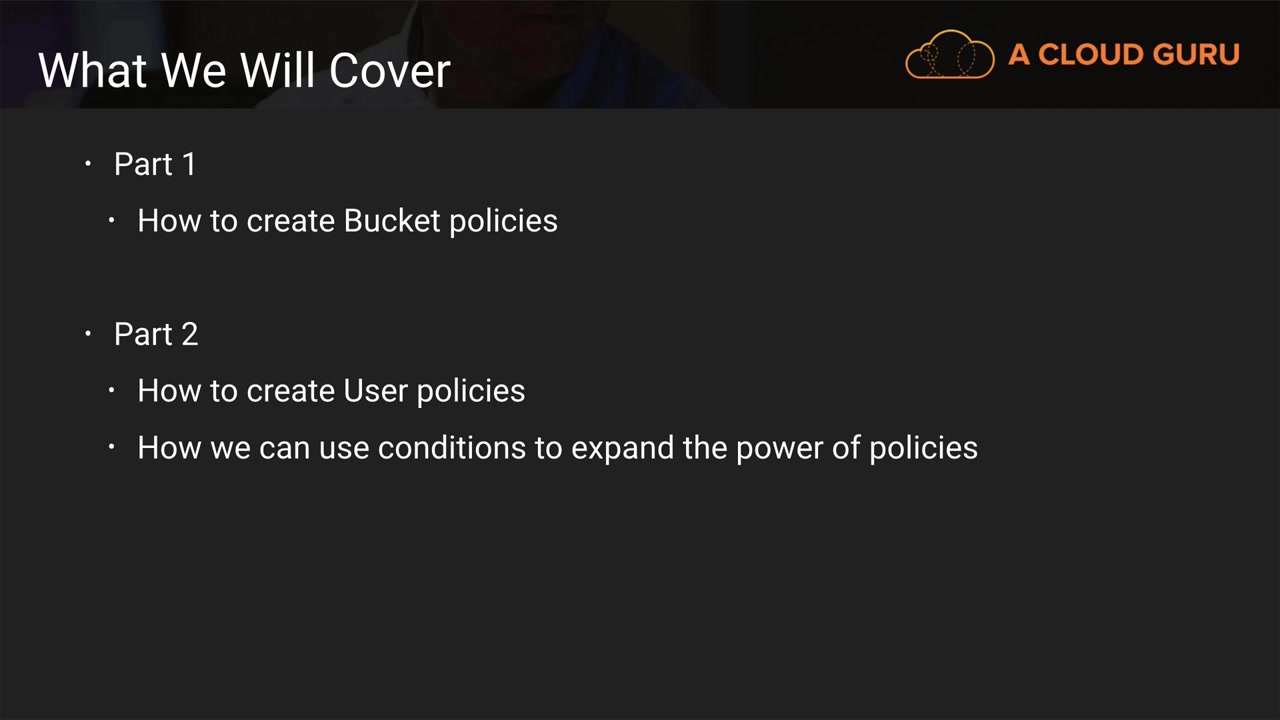 What We Will Cover
A CLOUD GURU
• Part 1
• How to create Bucket policies
• Part 2
• How to create User policies
• How we can use conditions to expand the power of policies